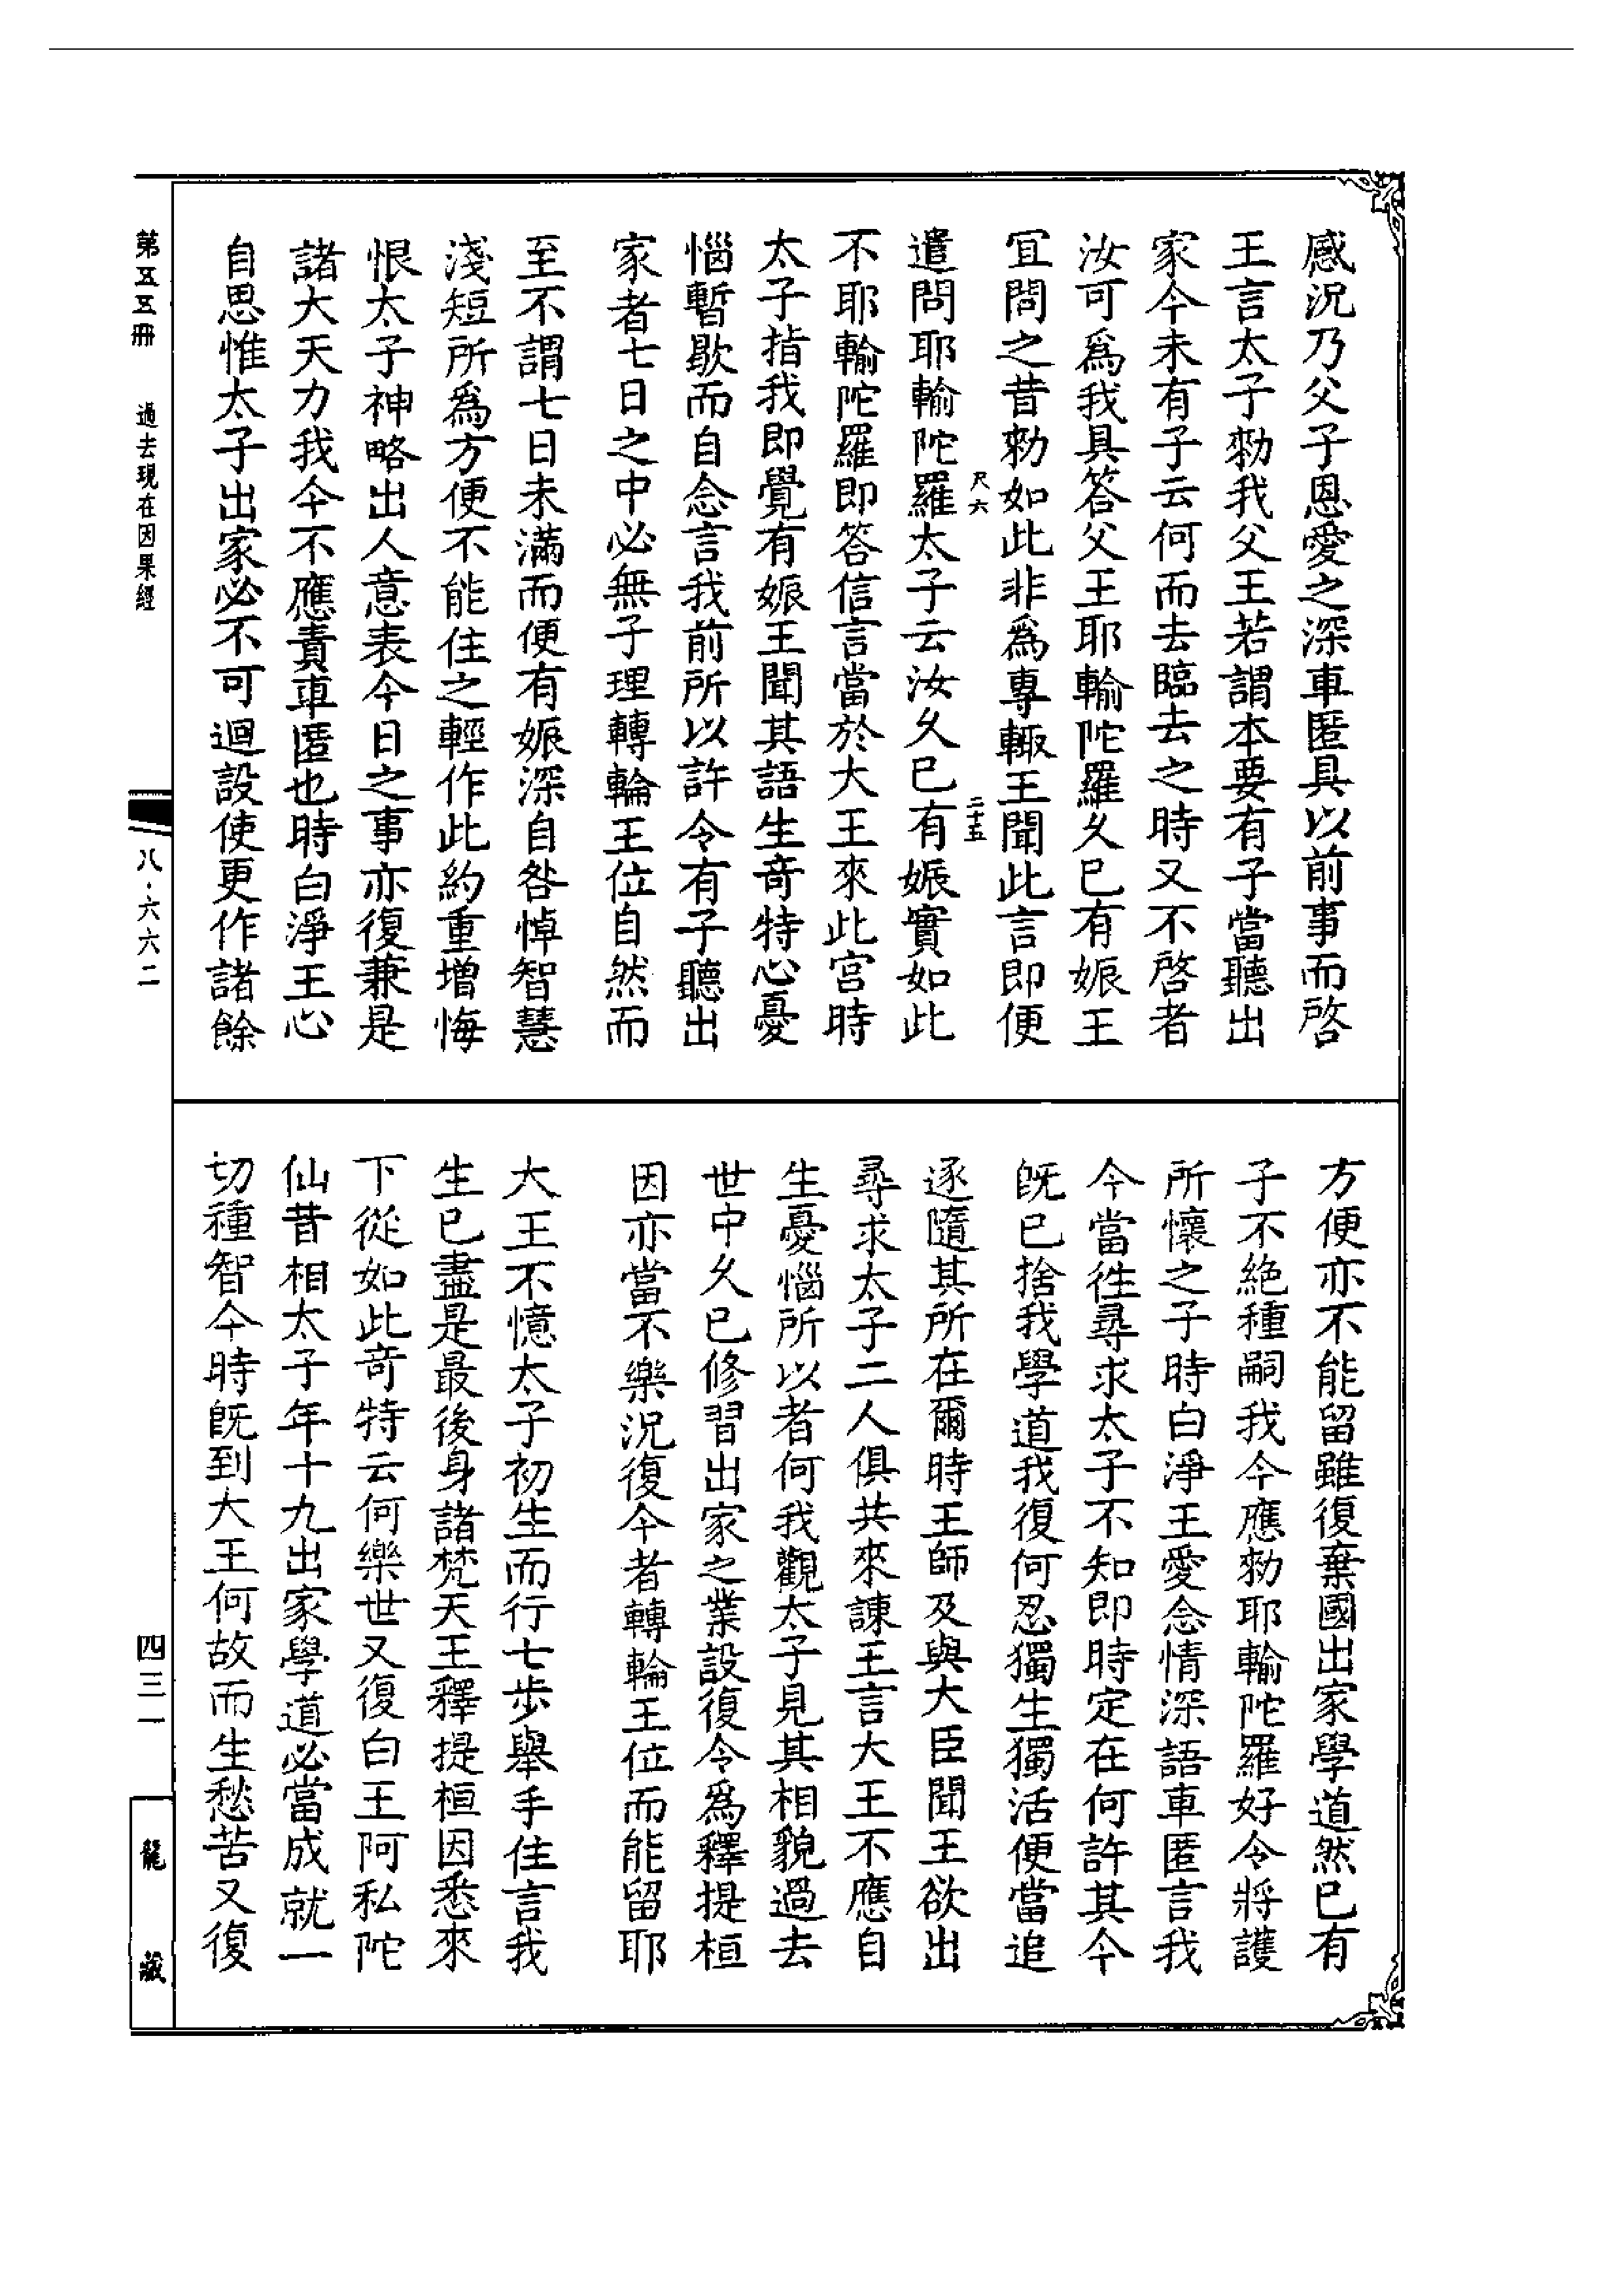 感況乃父子恩愛之深車匿具以前事而啓
王言太子勑我父王若謂本要有子當聽出
家今未有子云何而去臨去之時又不啓者
汝可爲我具答父王耶輸陀羅久已有娠王
宜問之昔勑如此非爲專輙王聞此言即便
尺六
二十五
遣問耶輸陀羅太子云汝久已有娠實如此
不耶輸陀羅即答信言當於大王來此宮時
太子指我即覺有娠王聞其語生奇特心憂
惱暫歇而自念言我前所以許令有子聽出
家者七日之中必無子理轉輪王位自然而
至不謂七日未滿而便有娠深自咎悼智慧
淺短所爲方便不能住之輕作此約重增悔
恨太子神略出人意表今日之事亦復兼是
諸大天力我今不應責車匿也時白淨王心
自思惟太子出家必不可迴設使更作諸餘
方便亦不能留雖復棄國出家學道然已有
子不絕種嗣我今應勑耶輸陀羅好令將護
所懷之子時白淨王愛念情深語車匿言我
今當徃尋求太子不知即時定在何許其今
旣已捨我學道我復何忍獨生獨活便當追
逐隨其所在爾時王師及與大臣聞王欲出
尋求太子二人俱共來諫王言大王不應自
生憂惱所以者何我觀太子見其相貌過去
世中久已修習出家之業設復令爲釋提桓
因亦當不樂況復今者轉輪王位而能留耶
大王不憶太子初生而行七步舉手住言我
生已盡是最後身諸梵天王釋提桓因悉來
下從如此奇特云何樂世又復白王阿私陀
仙昔相太子年十九出家學道必當成就一
切種智今時旣到大王何故而生愁苦又復
第五五冊
過去現在因果經
八·六六二
四三一
龍藏